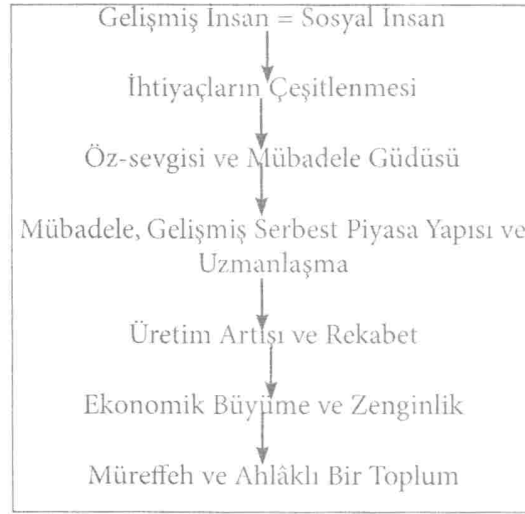 Gelişmiş İnsan = Sosyal İnsan
İhtiyaçların Çeşitlenmesi
Öz-sevgisi ve Mübadele Güdüsü
Mübadele, Gelişmiş Serbest Piyasa Yapısı ve
Uzmanlaşma
Üretim Artışı ve Rekabet
Ekonomik Büyüme ve Zenginlik
Müreffeh ve Ahlâklı Bir Toplum